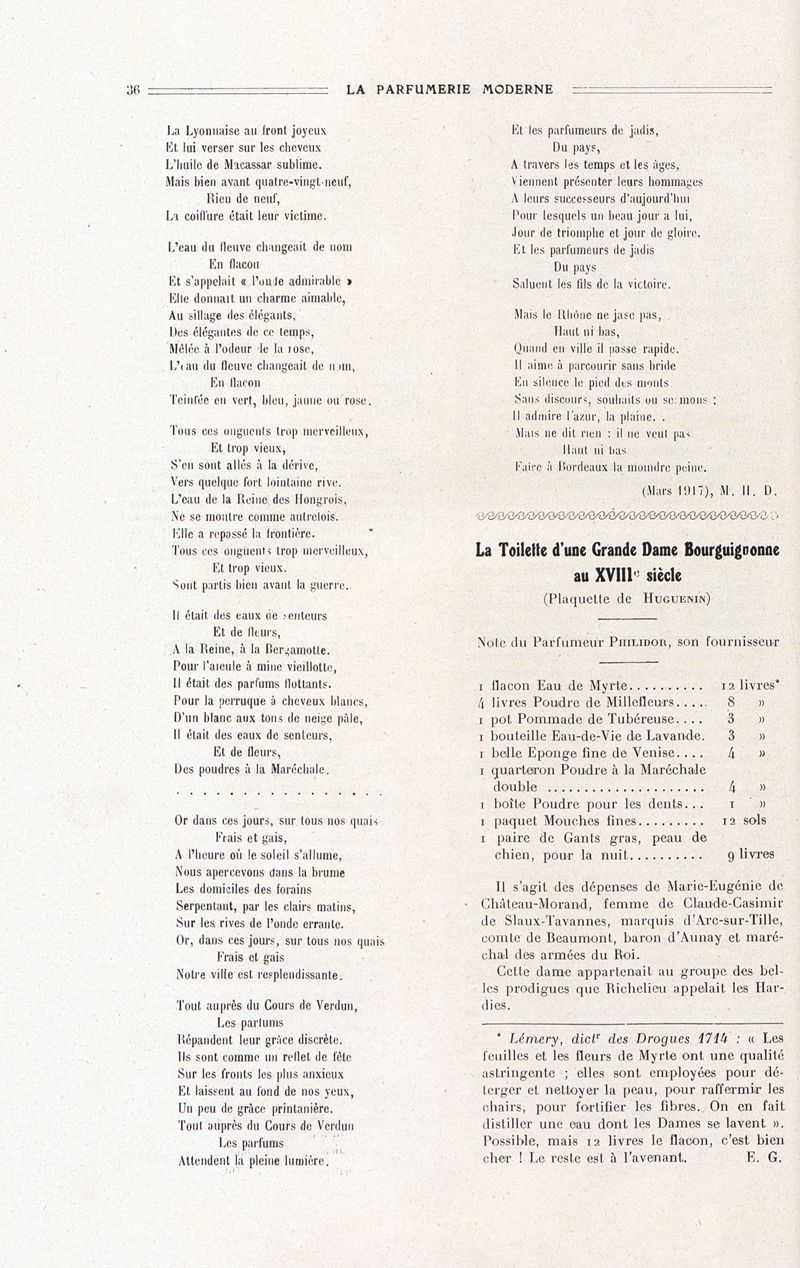 36 LA PARFUMERIE MODERNE
La Lyonnaise au front joyeux
Et lui verser sur les cheveux
L'huile de Macassar sublime.
Mais bien avant quatre-vingt-neuf,
Rien de neuf,
La coiffure était leur victime.
L'eau du fleuve changeait de nom
En flacon
Et s'appelait « l'onde admirable »
Elle donnait un charme aimable,
Au sillage des élégants,
Des élégantes de ce temps,
Mêlée à l'odeur de la rose,
L'eau du fleuve changeait de nom,
En flacon
Teintée en vert, bleu, jaune ou rose.
Tous ces onguents trop merveilleux,
Et trop vieux,
S'en sont allés à la dérive,
Vers quelque fort lointaine rive.
L'eau de la Reine des Hongrois,
Ne se montre comme autrefois.
Elle a repassé la frontière.
Tous ces onguents trop merveilleux,
Et trop vieux.
Sont partis bien avant la guerre.
Il était des eaux de senteurs
Et de fleurs,
A la Reine, à la Bergamotte.
Pour l'aïeule à mine vieillotte,
Il était des parfums flottants.
Pour la perruque à cheveux blancs,
D'un blanc aux tons de neige pâle,
Il était des eaux de senteurs,
Et de fleurs,
Des poudres à la Maréchale.
. . . . . . . . . . . . . . . .
Or dans ces jours, sur tous nos quais
Frais et gais,
A l'heure où le soleil s'allume,
Nous apercevons dans la brume
Les domiciles des forains
Serpentant, par les clairs matins,
Sur les rives de l'onde errante.
Or, dans ces jours, sur tous nos quais
Frais et gais
Notre ville est resplendissante.
Tout auprès du Cours de Verdun,
Les parfums
Répandent leur grâce discrète.
Ils sont comme un reflet de fête
Sur les fronts les plus anxieux
Et laissent au fond de nos yeux,
Un peu de grâce printanière.
Tout auprès du Cours de Verdun
Les parfums
Attendent la pleine lumière.
Et les parfumeurs de jadis,
Du pays,
A travers les temps et les âges,
Viennent présenter leurs hommages
A leurs successeurs d'aujourd'hui
Pour lesquels un beau jour a lui,
Jour de triomphe et jour de gloire.
Et les parfumeurs de jadis
Du pays
Saluent les fils de la victoire.
Mais le Rhône ne jase pas,
Haut ni bas,
Quand en ville il passe rapide.
Il aime à parcourir sans bride
En silence le pied des monts
Sans discours, souhaits ou sermons ;
Il admire l'azur, la plaine. .
Mais ne dit rien : il ne veut pas
Haut ni bas
Faire à Bordeaux la moindre peine.
(Mars 1917), M. H. D.
La Toilette d'une Grande Dame Bourguignonne
au XVIIIe siècle
(Plaquette de HUGUENIN)
Note du Parfumeur PHILIDOR, son fournisseur
1 flacon Eau de Myrte.......... 12 livres*
4 livres Poudre de Millefleurs..... 8 »
1 pot Pommade de Tubéreuse.... 3 »
1 bouteille Eau-de-Vie de Lavande. 3 »
1 belle Eponge fine de Venise.... 4 »
1 quarteron Poudre à la Maréchale
double ..................... 4 »
1 boîte Poudre pour les dents... 1 »
1 paquet Mouches fines......... 12 sols
1 paire de Gants gras, peau de
chien, pour la nuit.......... 9 livres
Il s'agit des dépenses de Marie-Eugénie de
Château-Morand, femme de Claude-Casimir
de Slaux-Tavannes, marquis d'Arc-sur-Tille,
comte de Beaumont, baron d'Aunay et maré-
chal des armées du Roi.
Cette dame appartenait au groupe des bel-
les prodigues que Richelieu appelait les Har-
dies.
* Lémery, dictr des Drogues 1714 : « Les
feuilles et les fleurs de Myrte ont une qualité
astringente ; elles sont employées pour dé-
terger et nettoyer la peau, pour raffermir les
chairs, pour fortifier les fibres. On en fait
distiller une eau dont les Dames se lavent ».
Possible, mais 12 livres le flacon, c'est bien
cher ! Le reste est à l'avenant. E. G.